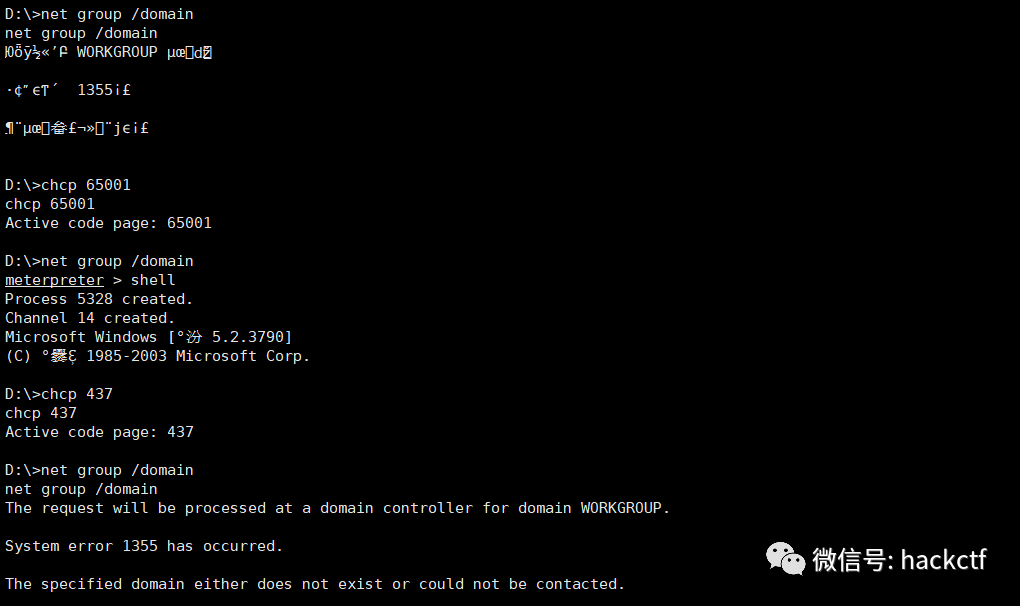 D:\>net group /domain
net group /domain
WORKGROUP
1355¡£
D:\>chcp 65001
chcp 65001
Active code page: 65001
D:\>net group /domain
meterpreter > shell
Process 5328 created.
Channel 14 created.
Microsoft Windows [°汾 5.2.3790]
(C) 1985-2003 Microsoft Corp.
D:\>chcp 437
chcp 437
Active code page: 437
D:\>net group /domain
net group /domain
The request will be processed at a domain controller for domain WORKGROUP.
System error 1355 has occurred.
The specified domain either does not exist or could not be contacted.
微信号: hackctf